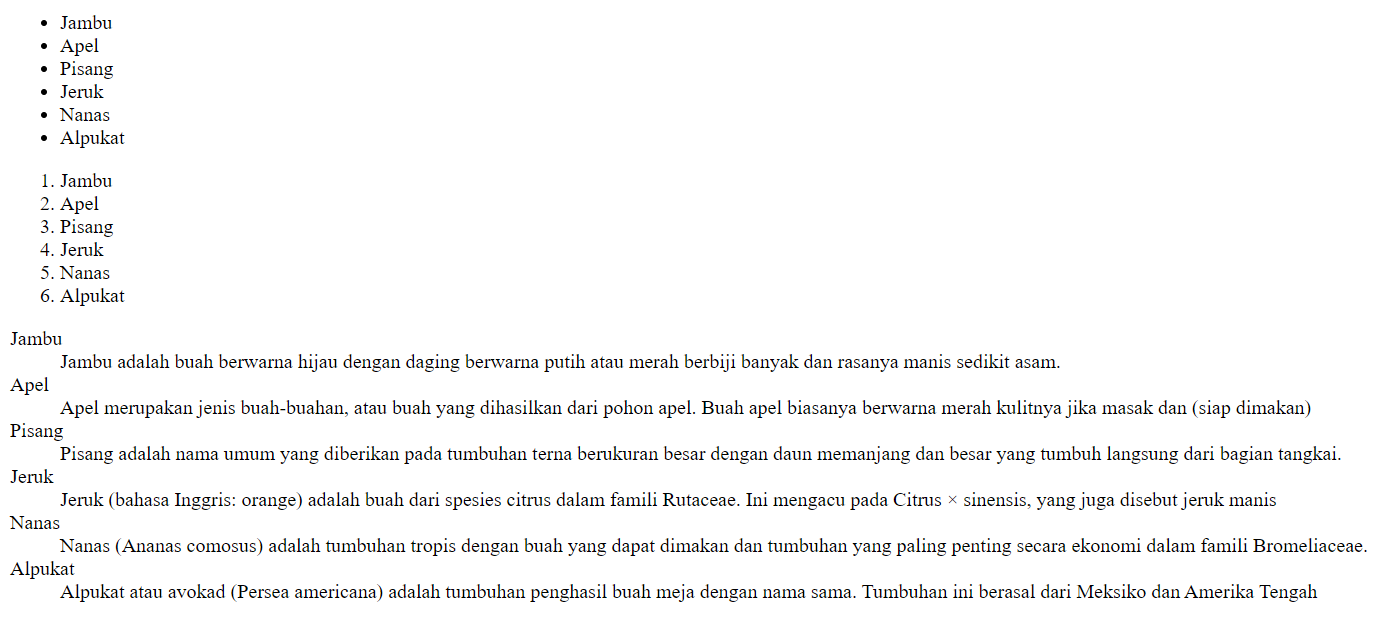 • Jambu
• Apel
• Pisang
• Jeruk
• Nanas
• Alpukat
1. Jambu
2. Apel
3. Pisang
4. Jeruk
5. Nanas
6. Alpukat
Jambu
Jambu adalah buah berwarna hijau dengan daging berwarna putih atau merah berbiji banyak dan rasanya manis sedikit asam.
Apel
Apel merupakan jenis buah-buahan, atau buah yang dihasilkan dari pohon apel. Buah apel biasanya berwarna merah kulitnya jika masak dan (siap dimakan)
Pisang
Pisang adalah nama umum yang diberikan pada tumbuhan terna berukuran besar dengan daun memanjang dan besar yang tumbuh langsung dari bagian tangkai.
Jeruk
Jeruk (bahasa Inggris: orange) adalah buah dari spesies citrus dalam famili Rutaceae. Ini mengacu pada Citrus × sinensis, yang juga disebut jeruk manis
Nanas
Nanas (Ananas comosus) adalah tumbuhan tropis dengan buah yang dapat dimakan dan tumbuhan yang paling penting secara ekonomi dalam famili Bromeliaceae.
Alpukat
Alpukat atau avokad (Persea americana) adalah tumbuhan penghasil buah meja dengan nama sama. Tumbuhan ini berasal dari Meksiko dan Amerika Tengah